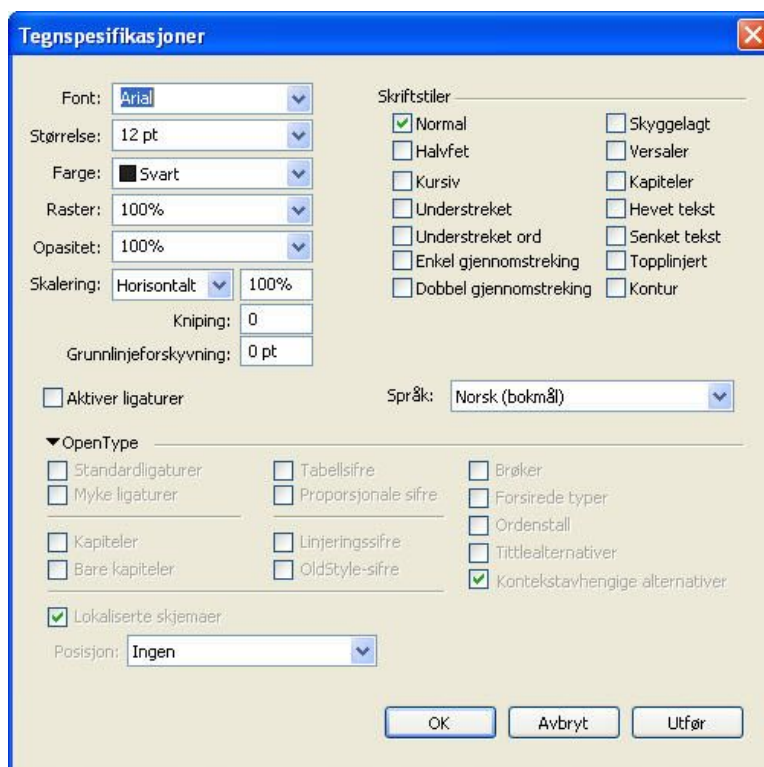 Tegnspesifikasjoner
Font: Arial
Størrelse: 12 pt
Farge: Svart
Raster: 100%
Opasitet: 100%
Skalering: Horisontalt 100%
Kniping: 0
Grunnlinjeforskyvning: 0 pt
Skriftstiler
Normal
Halvfet
Kursiv
Understreket
Understreket ord
Enkel gjennomstreking
Dobbel gjennomstreking
Skyggelagt
Versaler
Kapiteler
Hevet tekst
Senket tekst
Topplinjert
Kontur
Aktiver ligaturer
Språk: Norsk (bokmål)
OpenType
Standardligaturer
Myke ligaturer
Kapiteler
Bare kapiteler
Tabellsifre
Proporsjonale sifre
Linjeringssifre
OldStyle-sifre
Brøker
Forsirede typer
Ordenstall
Tittlealternativer
Kontekstavhengige alternativer
Lokaliserte skjemaer
Posisjon: Ingen
OK Avbryt Utfør